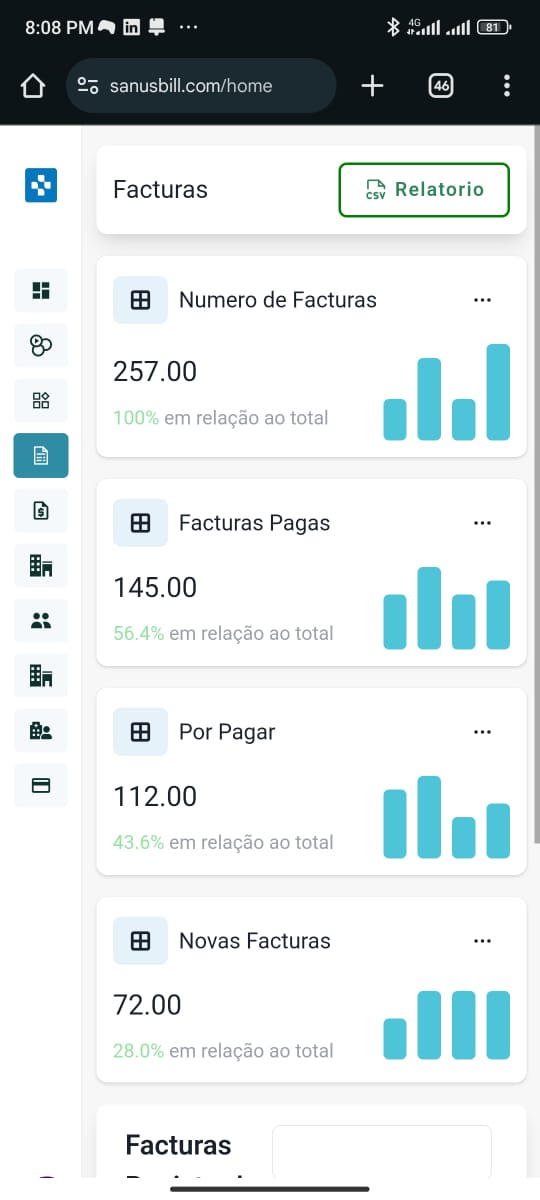 8:08 PM in ... 4G 81
46
sanusbill.com/home
Facturas
CSV Relatorio
Numero de Facturas
257.00
100% em relação ao total
Facturas Pagas
145.00
56.4% em relação ao total
Por Pagar
112.00
43.6% em relação ao total
Novas Facturas
72.00
28.0% em relação ao total
Facturas